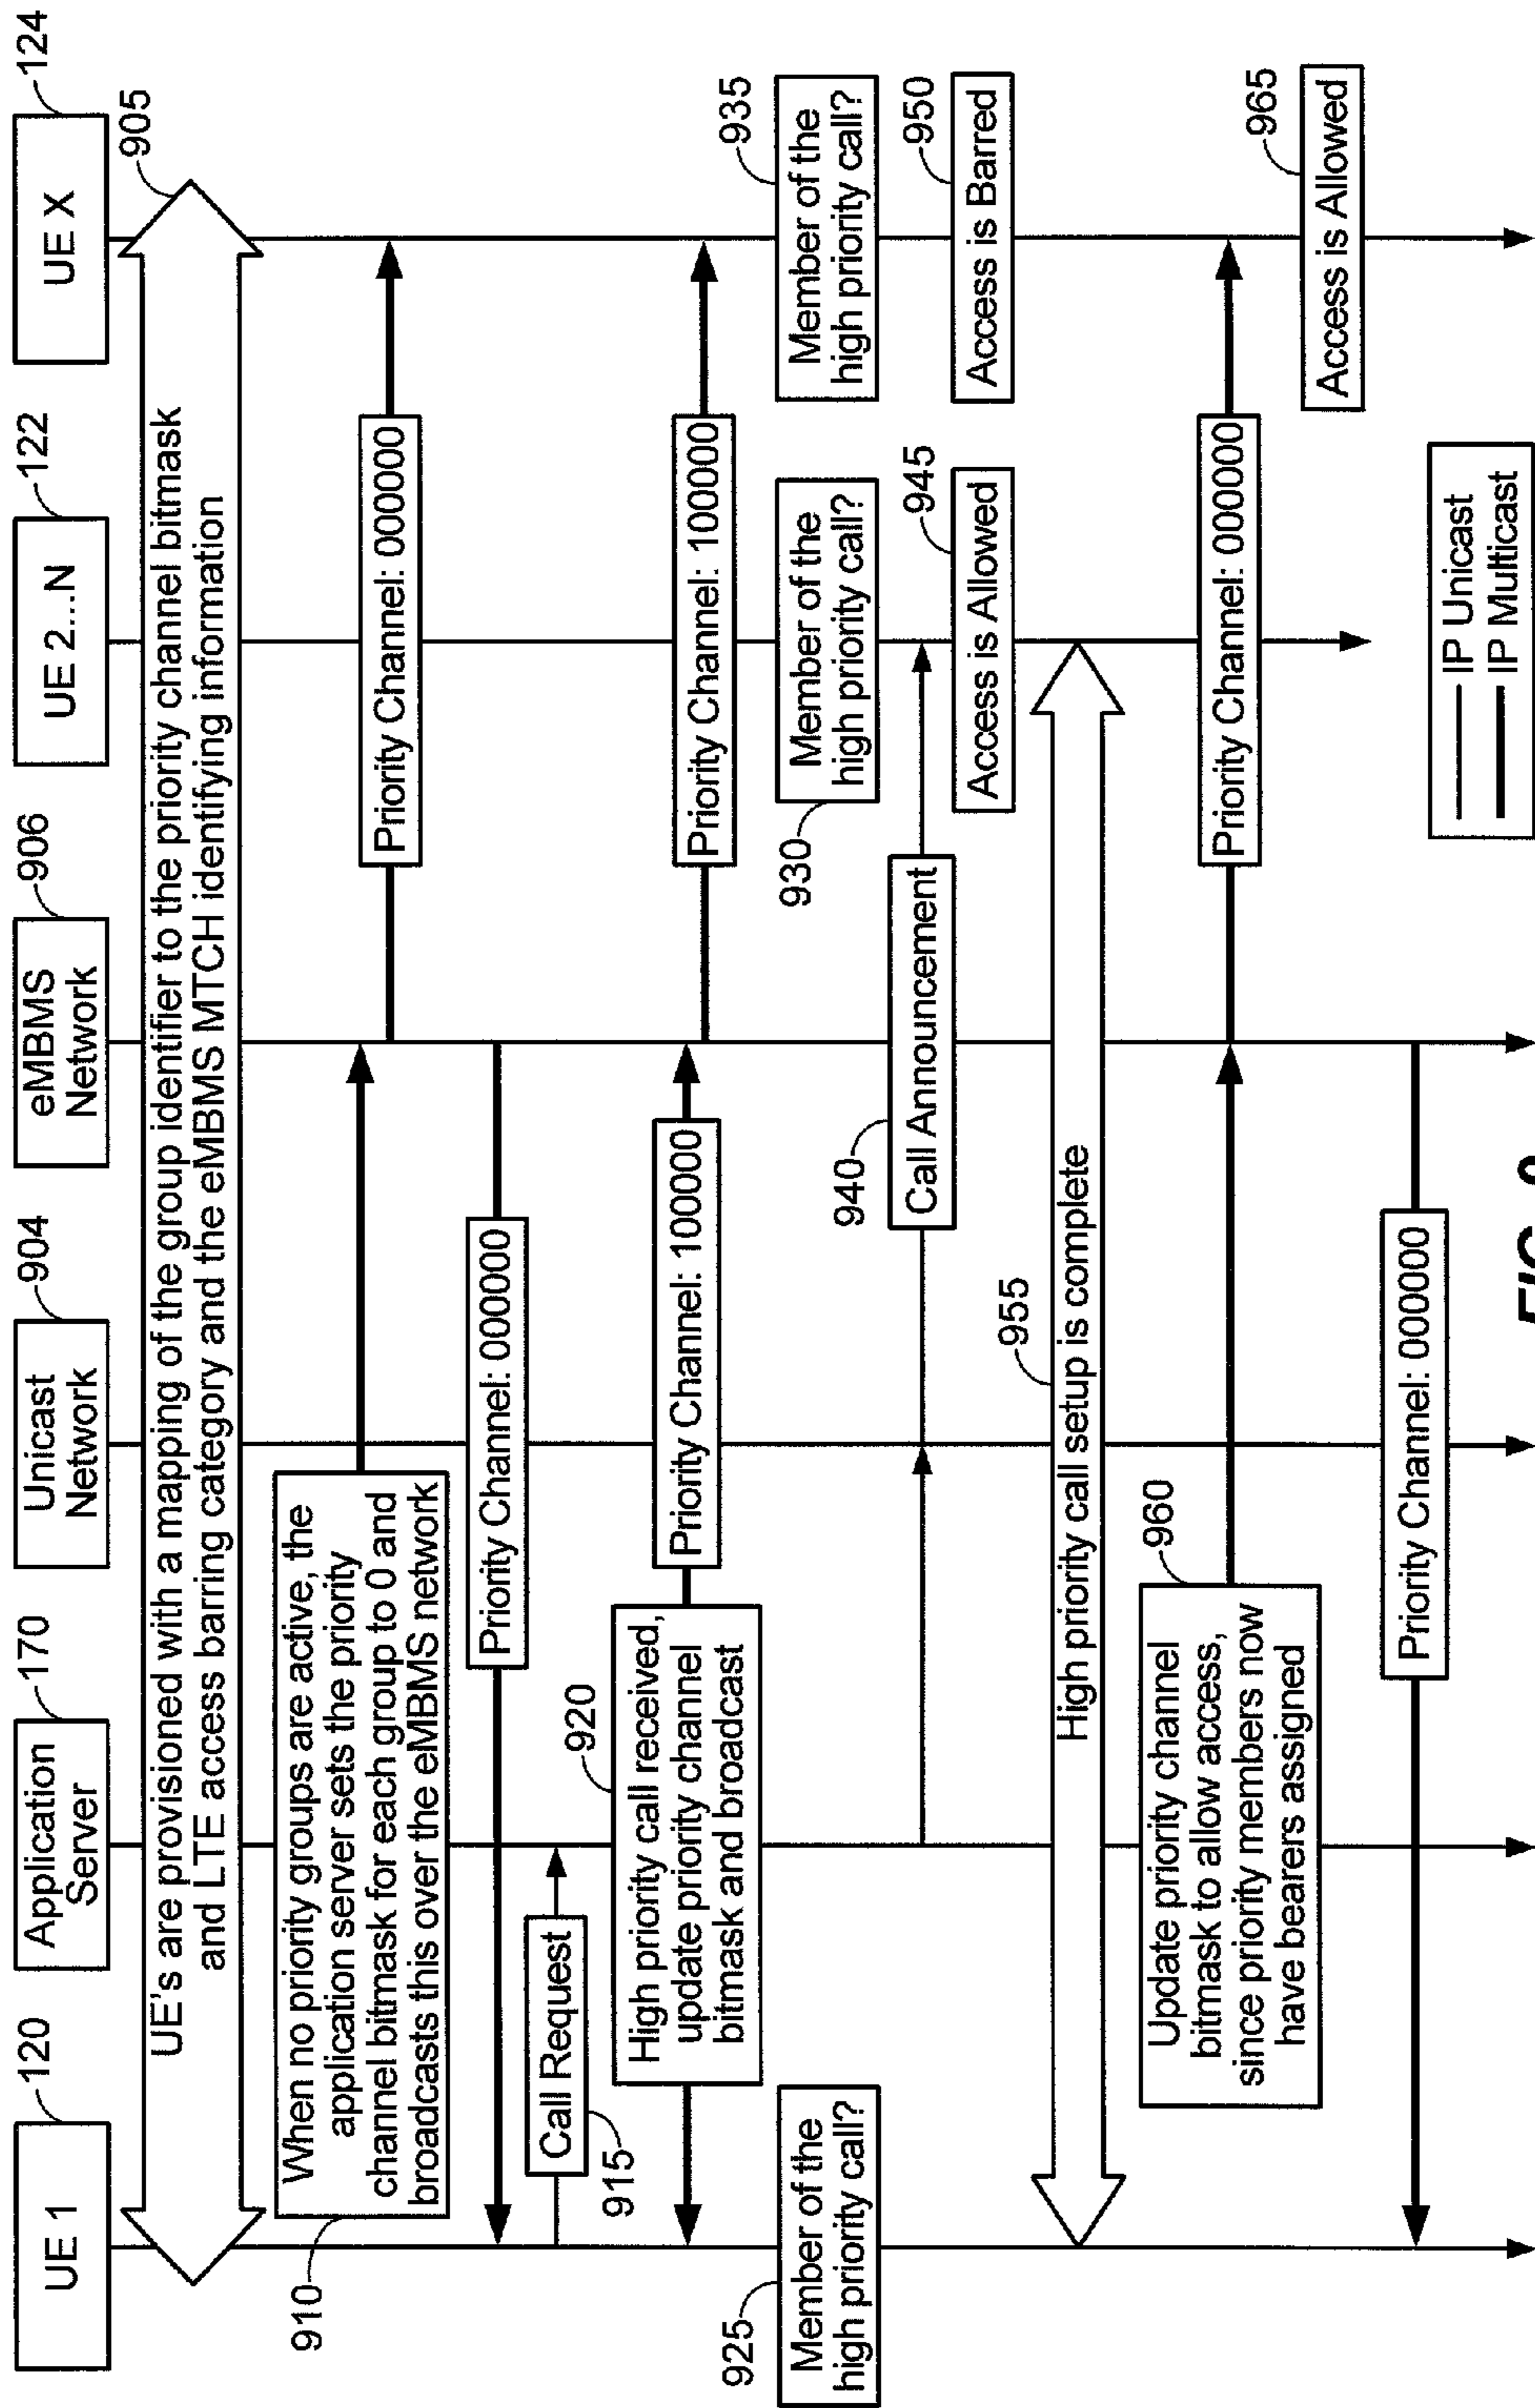 UE 1
120
Application
Server
170
Unicast
Network
904
eMBMS
Network
906
UE 2...N
122
UE X
124
905
UE's are provisioned with a mapping of the group identifier to the priority channel bitmask
and LTE access barring category and the eMBMS MTCH identifying information
910
When no priority groups are active, the
application server sets the priority
channel bitmask for each group to 0 and
broadcasts this over the eMBMS network
Priority Channel: 000000
Priority Channel: 000000
Call Request
915
920
High priority call received,
update priority channel
bitmask and broadcast
Priority Channel: 100000
Priority Channel: 100000
925
Member of the
high priority call?
930
Member of the
high priority call?
935
Member of the
high priority call?
940
Call Announcement
945
Access is Allowed
950
Access is Barred
955
High priority call setup is complete
960
Update priority channel
bitmask to allow access,
since priority members now
have bearers assigned
Priority Channel: 000000
965
Access is Allowed
Priority Channel: 000000
IP Unicast
IP Multicast